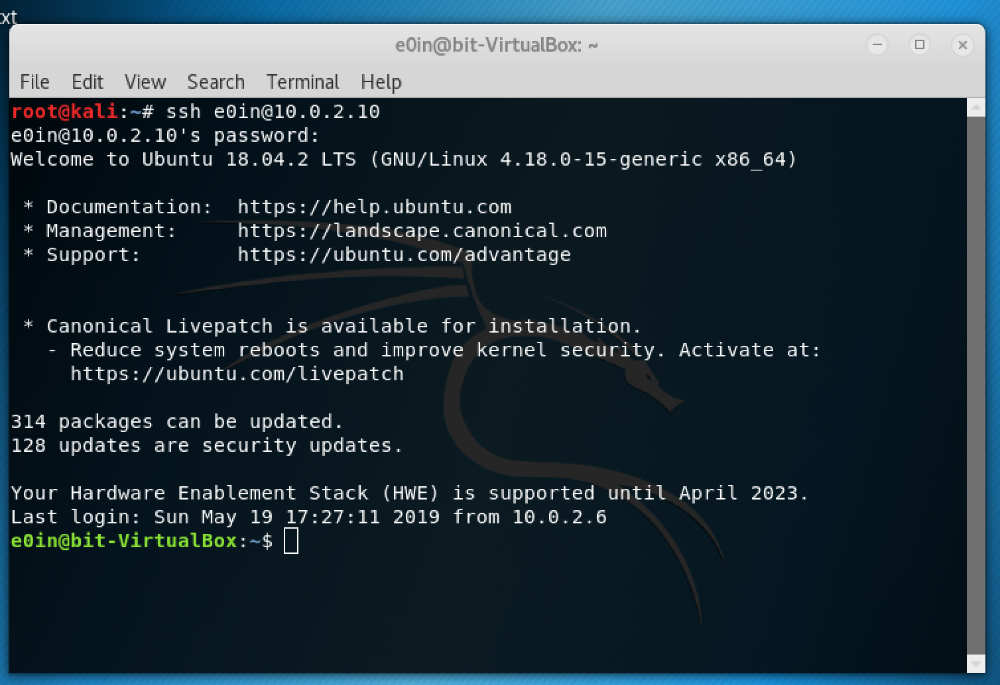 xt
e0in@bit-VirtualBox: ~
File Edit View Search Terminal Help
root@kali:~# ssh e0in@10.0.2.10
e0in@10.0.2.10's password:
Welcome to Ubuntu 18.04.2 LTS (GNU/Linux 4.18.0-15-generic x86_64)
 * Documentation:  https://help.ubuntu.com
 * Management:     https://landscape.canonical.com
 * Support:        https://ubuntu.com/advantage
 * Canonical Livepatch is available for installation.
   - Reduce system reboots and improve kernel security. Activate at:
     https://ubuntu.com/livepatch
314 packages can be updated.
128 updates are security updates.
Your Hardware Enablement Stack (HWE) is supported until April 2023.
Last login: Sun May 19 17:27:11 2019 from 10.0.2.6
e0in@bit-VirtualBox:~$